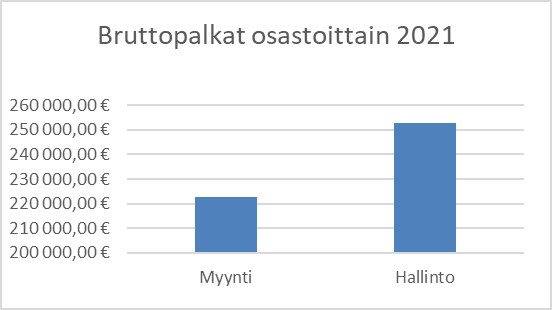 Bruttopalkat osastoittain 2021
260 000,00 €
250 000,00 €
240 000,00 €
230 000,00 €
220 000,00 €
210 000,00 €
200 000,00 €
Myynti Hallinto